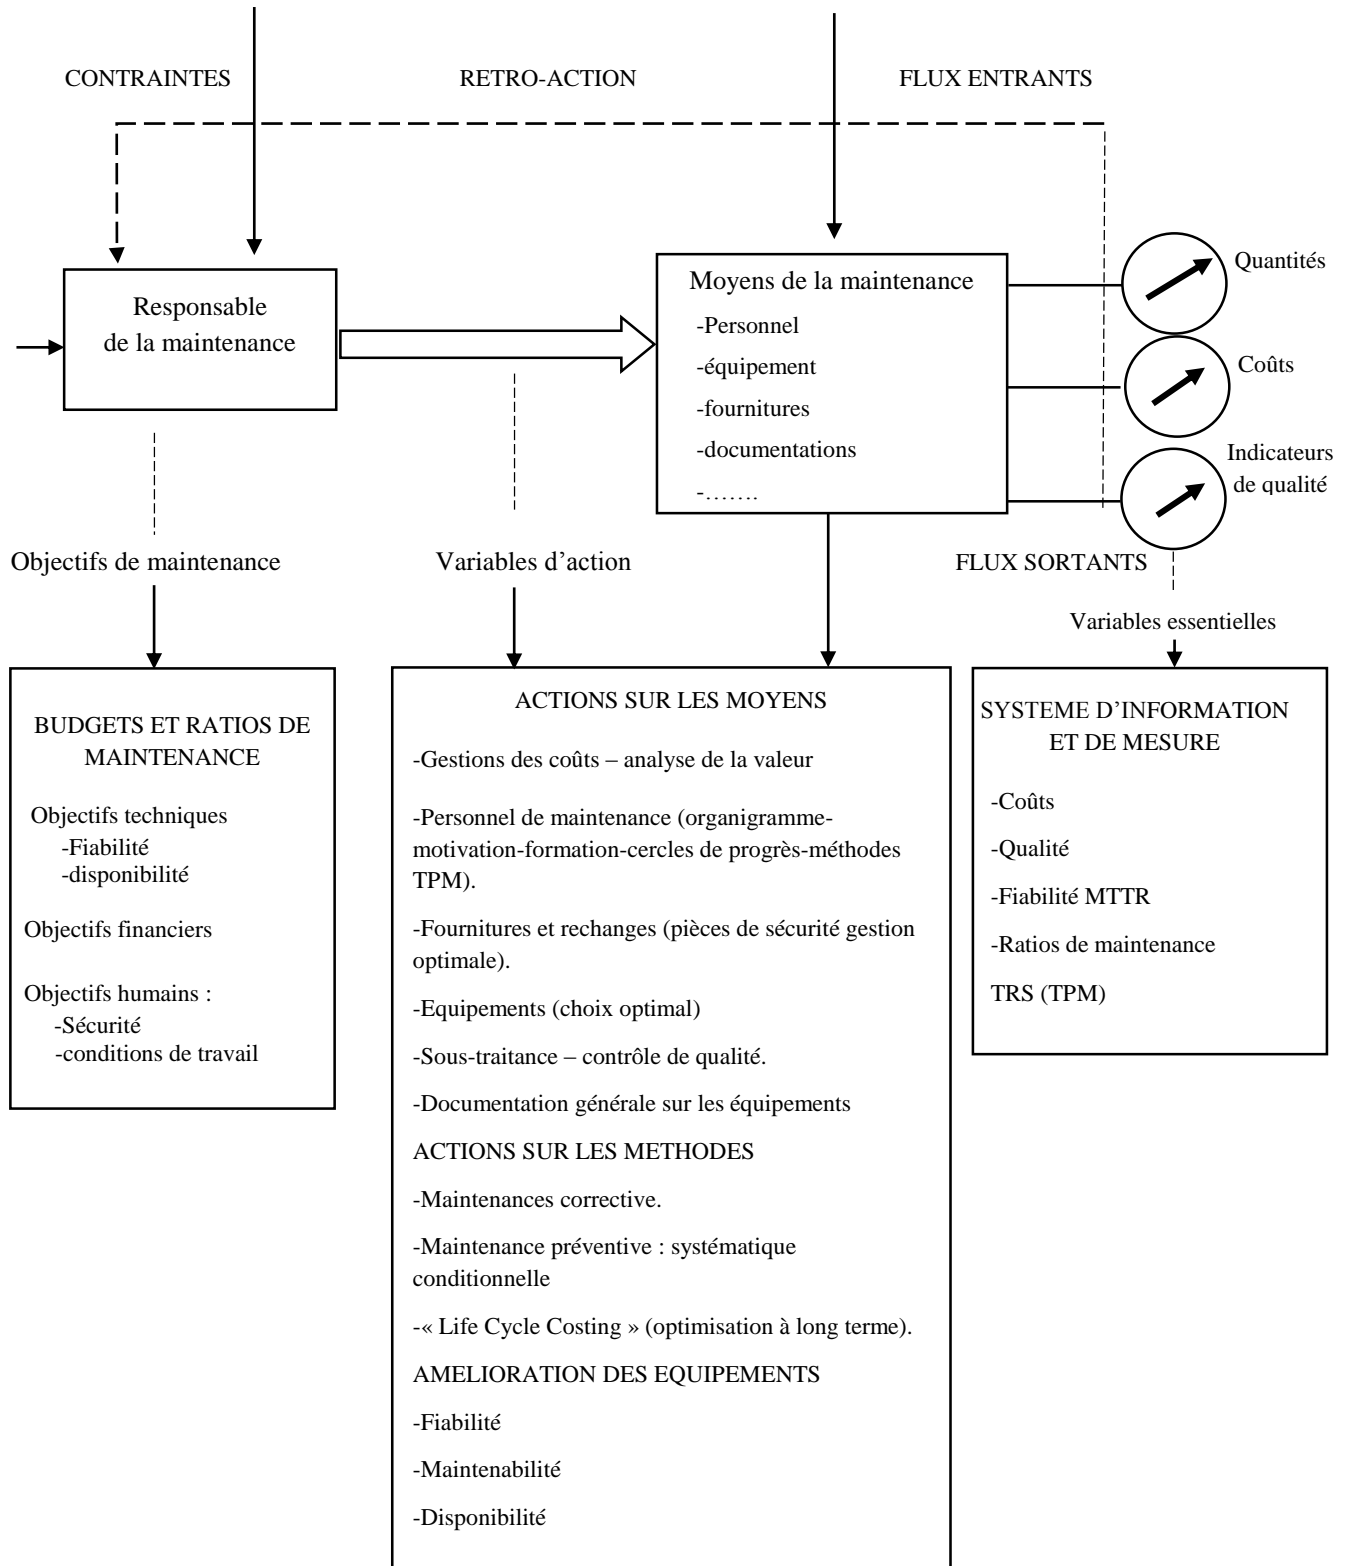 CONTRAINTES
RETRO-ACTION
FLUX ENTRANTS
Responsable
de la maintenance
Moyens de la maintenance
-Personnel
-équipement
-fournitures
-documentations
-…….
Quantités
Coûts
Indicateurs
de qualité
Objectifs de maintenance
Variables d’action
FLUX SORTANTS
Variables essentielles
BUDGETS ET RATIOS DE
MAINTENANCE
Objectifs techniques
-Fiabilité
-disponibilité
Objectifs financiers
Objectifs humains :
-Sécurité
-conditions de travail
ACTIONS SUR LES MOYENS
-Gestions des coûts – analyse de la valeur
-Personnel de maintenance (organigramme-
motivation-formation-cercles de progrès-méthodes
TPM).
-Fournitures et rechanges (pièces de sécurité gestion
optimale).
-Equipements (choix optimal)
-Sous-traitance – contrôle de qualité.
-Documentation générale sur les équipements
ACTIONS SUR LES METHODES
-Maintenances corrective.
-Maintenance préventive : systématique
conditionnelle
-« Life Cycle Costing » (optimisation à long terme).
AMELIORATION DES EQUIPEMENTS
-Fiabilité
-Maintenabilité
-Disponibilité
SYSTEME D’INFORMATION
ET DE MESURE
-Coûts
-Qualité
-Fiabilité MTTR
-Ratios de maintenance
TRS (TPM)